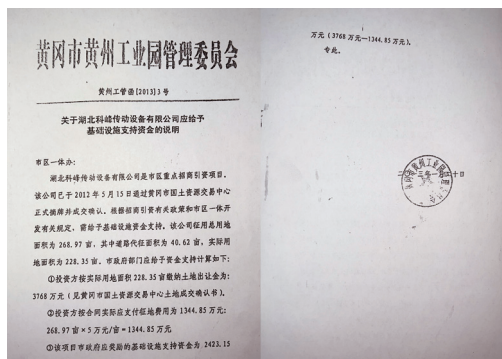 黄冈市黄州工业园管理委员会
黄州工管函[2013]3号
关于湖北科峰传动设备有限公司应给予
基础设施支持资金的说明
市区一体办:
湖北科峰传动设备有限公司是市区重点招商引资项目。
该公司已于2012年5月15日通过黄冈市国土资源交易中心
正式摘牌并成交确认。根据招商引资有关政策和市区一体开
发有关规定,需给予基础设施资金支持。该公司征用总用地
面积为268.97亩,其中道路代征面积为40.62亩,实际用
地面积为228.35亩。市政府部门应给予资金支持计算如下:
①投资方按实际用地面积228.35亩缴纳土地出让金为:
3768万元(见黄冈市国土资源交易中心土地成交确认书)。
②投资方按合同实际应支付征地费用为1344.85万元:
268.97亩×5万元/亩=1344.85万元
③该项目市政府应奖励的基础设施支持资金为2423.15
万元(3768万元—1344.85万元)。
专此。